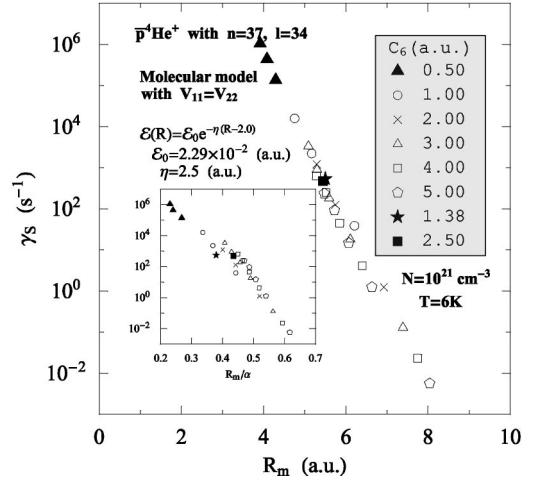 p̅⁴He⁺ with n=37, l=34
Molecular model
with V₁₁=V₂₂
ℰ(R)=ℰ₀e^{-η(R-2.0)}
ℰ₀=2.29×10⁻² (a.u.)
η=2.5 (a.u.)
C₆(a.u.)
▲ 0.50
○ 1.00
× 2.00
△ 3.00
□ 4.00
⬠ 5.00
★ 1.38
■ 2.50
N=10²¹ cm⁻³
T=6K
10⁶
10⁴
10²
10⁰
10⁻²
γ_S (s⁻¹)
0 2 4 6 8 10
R_m (a.u.)
10⁶
10⁴
10²
10⁰
10⁻²
0.2 0.3 0.4 0.5 0.6 0.7
R_m/α